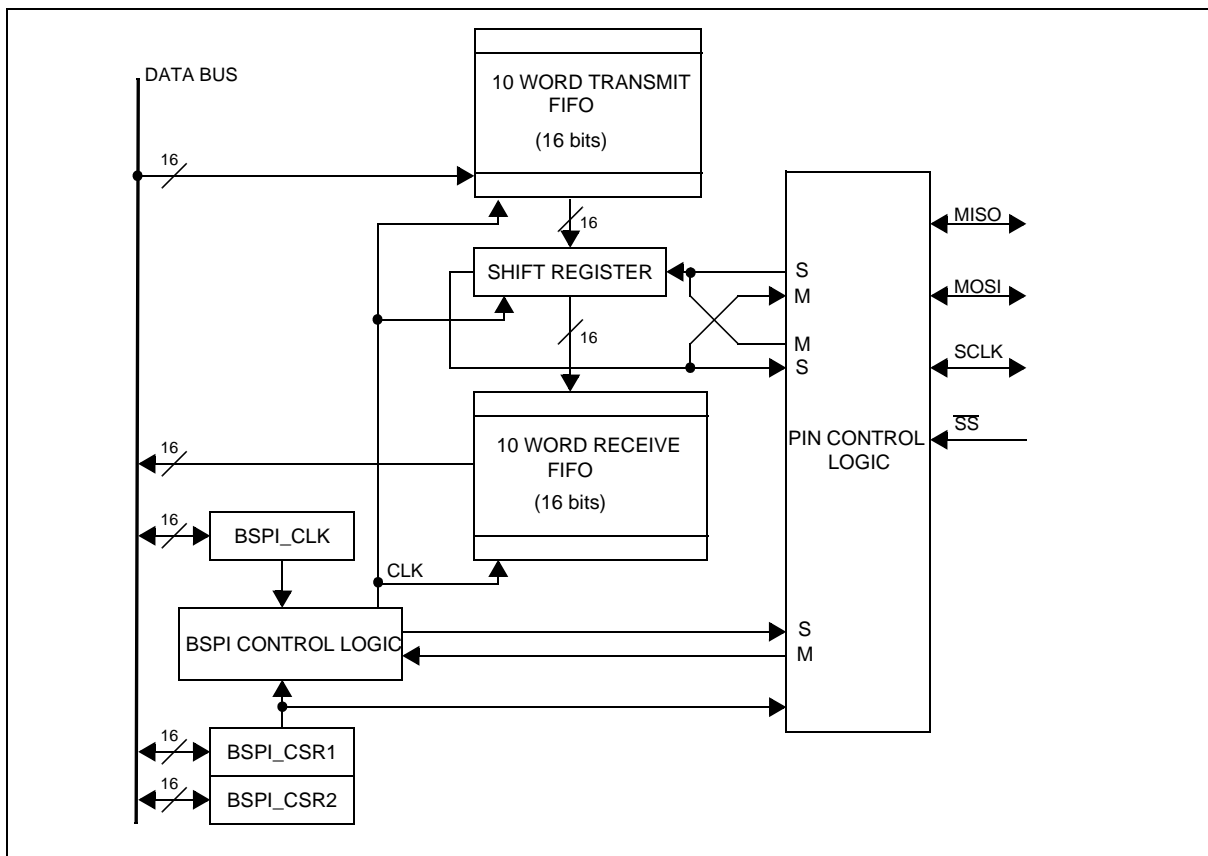 DATA BUS
10 WORD TRANSMIT
FIFO
(16 bits)
16
16
MISO
SHIFT REGISTER
S
M
MOSI
16
M
S
SCLK
SS
10 WORD RECEIVE
FIFO
(16 bits)
PIN CONTROL
LOGIC
16
16
BSPI_CLK
CLK
BSPI CONTROL LOGIC
S
M
16
BSPI_CSR1
16
BSPI_CSR2